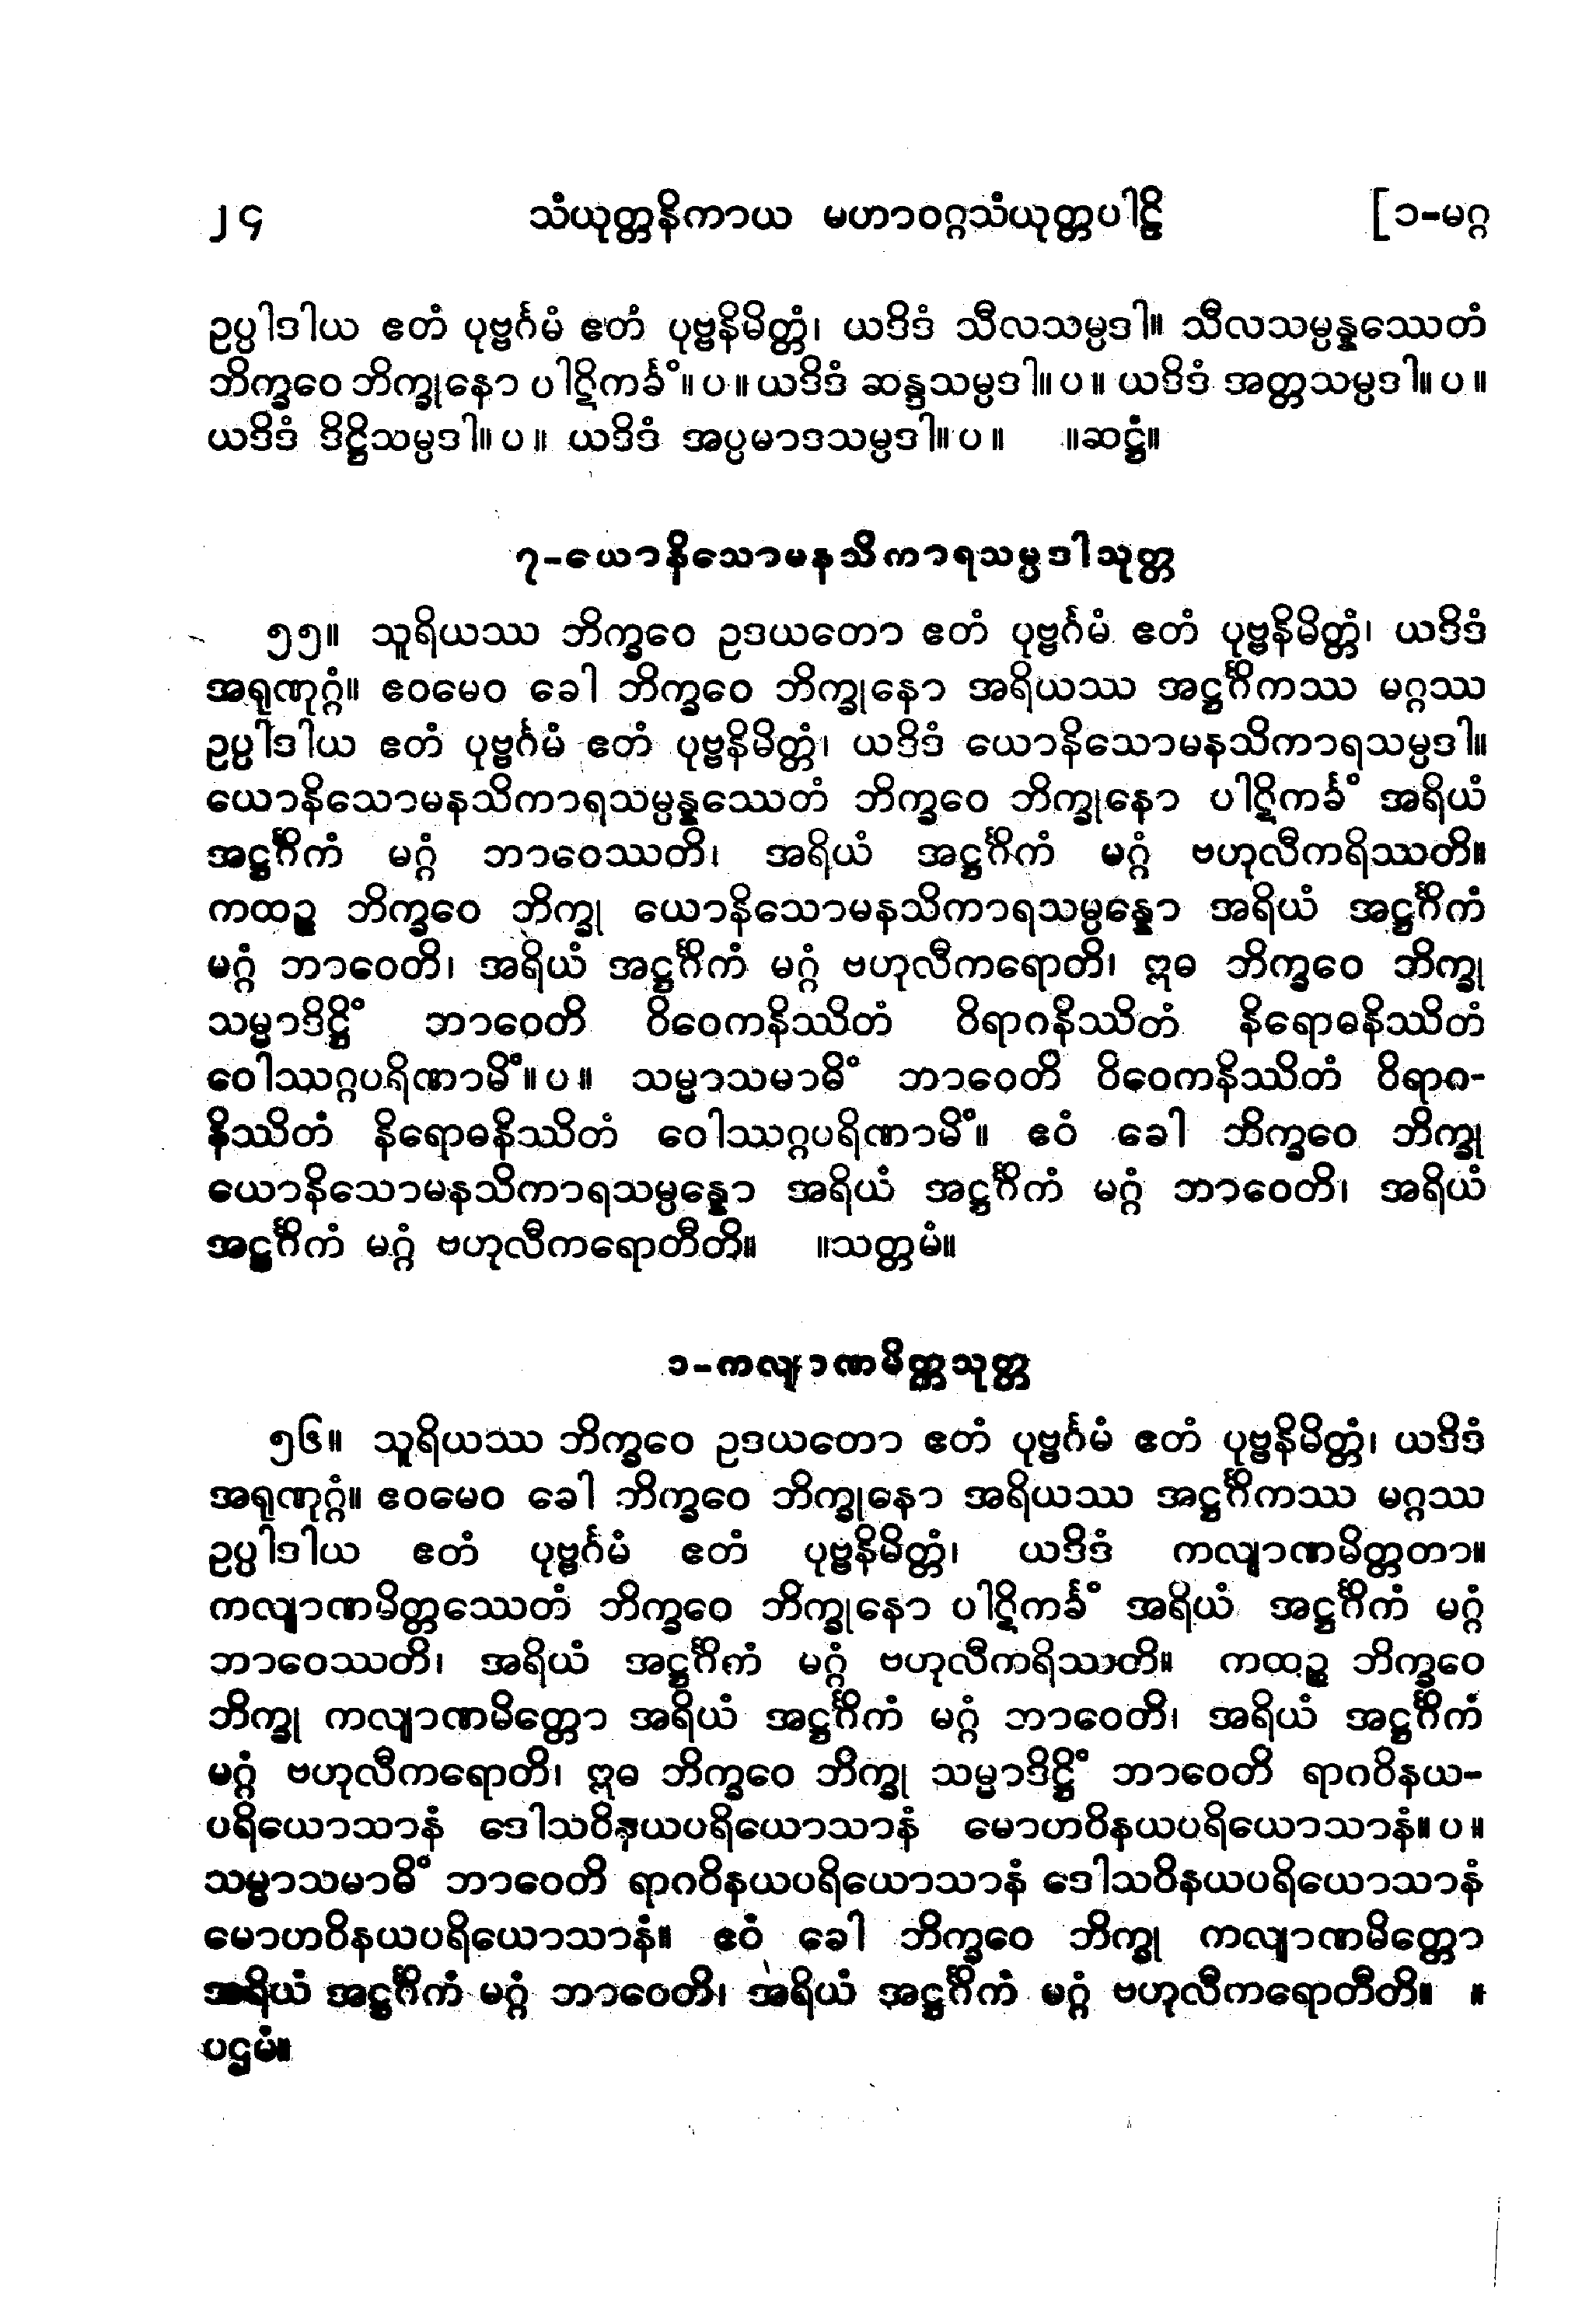 ၂၄ သံယုတ္တနိကာယ မဟာဝဂ္ဂသံယုတ္တပါဠိ [၁-မဂ္ဂ
ဥပ္ပါဒါယ ဧတံ ပုဗ္ဗင်္ဂမံ ဧတံ ပုဗ္ဗနိမိတ္တံ၊ ယဒိဒံ သီလသမ္ပဒါ။ သီလသမ္ပန္နဿေတံ
ဘိက္ခဝေ ဘိက္ခုနော ပါဋိကင်္ခံ။ ပ။ ယဒိဒံ ဆန္ဒသမ္ပဒါ။ ပ။ ယဒိဒံ အတ္တသမ္ပဒါ။ ပ။
ယဒိဒံ ဒိဋ္ဌိသမ္ပဒါ။ ပ။ ယဒိဒံ အပ္ပမာဒသမ္ပဒါ။ ပ။ ။ဆဋ္ဌံ။
၇-ယောနိသောမနသိကာရသမ္ပဒါသုတ္တ
၅၅။ သူရိယဿ ဘိက္ခဝေ ဥဒယတော ဧတံ ပုဗ္ဗင်္ဂမံ ဧတံ ပုဗ္ဗနိမိတ္တံ၊ ယဒိဒံ
အရုဏုဂ္ဂံ။ ဧဝမေဝ ခေါ ဘိက္ခဝေ ဘိက္ခုနော အရိယဿ အဋ္ဌင်္ဂိကဿ မဂ္ဂဿ
ဥပ္ပါဒါယ ဧတံ ပုဗ္ဗင်္ဂမံ ဧတံ ပုဗ္ဗနိမိတ္တံ၊ ယဒိဒံ ယောနိသောမနသိကာရသမ္ပဒါ။
ယောနိသောမနသိကာရသမ္ပန္နဿေတံ ဘိက္ခဝေ ဘိက္ခုနော ပါဋိကင်္ခံ အရိယံ
အဋ္ဌင်္ဂိကံ မဂ္ဂံ ဘာဝေဿတိ၊ အရိယံ အဋ္ဌင်္ဂိကံ မဂ္ဂံ ဗဟုလီကရိဿတိ။
ကထဉ္စ ဘိက္ခဝေ ဘိက္ခု ယောနိသောမနသိကာရသမ္ပန္နော အရိယံ အဋ္ဌင်္ဂိကံ
မဂ္ဂံ ဘာဝေတိ၊ အရိယံ အဋ္ဌင်္ဂိကံ မဂ္ဂံ ဗဟုလီကရောတိ၊ ဣဓ ဘိက္ခဝေ ဘိက္ခု
သမ္မာဒိဋ္ဌိံ ဘာဝေတိ ဝိဝေကနိဿိတံ ဝိရာဂနိဿိတံ နိရောဓနိဿိတံ
ဝေါဿဂ္ဂပရိဏာမိံ။ ပ။ သမ္မာသမာဓိံ ဘာဝေတိ ဝိဝေကနိဿိတံ ဝိရာဂ-
နိဿိတံ နိရောဓနိဿိတံ ဝေါဿဂ္ဂပရိဏာမိံ။ ဧဝံ ခေါ ဘိက္ခဝေ ဘိက္ခု
ယောနိသောမနသိကာရသမ္ပန္နော အရိယံ အဋ္ဌင်္ဂိကံ မဂ္ဂံ ဘာဝေတိ၊ အရိယံ
အဋ္ဌင်္ဂိကံ မဂ္ဂံ ဗဟုလီကရောတီတိ။ ။သတ္တမံ။
၁-ကလျာဏမိတ္တသုတ္တ
၅၆။ သူရိယဿ ဘိက္ခဝေ ဥဒယတော ဧတံ ပုဗ္ဗင်္ဂမံ ဧတံ ပုဗ္ဗနိမိတ္တံ၊ ယဒိဒံ
အရုဏုဂ္ဂံ။ ဧဝမေဝ ခေါ ဘိက္ခဝေ ဘိက္ခုနော အရိယဿ အဋ္ဌင်္ဂိကဿ မဂ္ဂဿ
ဥပ္ပါဒါယ ဧတံ ပုဗ္ဗင်္ဂမံ ဧတံ ပုဗ္ဗနိမိတ္တံ၊ ယဒိဒံ ကလျာဏမိတ္တတာ။
ကလျာဏမိတ္တဿေတံ ဘိက္ခဝေ ဘိက္ခုနော ပါဋိကင်္ခံ အရိယံ အဋ္ဌင်္ဂိကံ မဂ္ဂံ
ဘာဝေဿတိ၊ အရိယံ အဋ္ဌင်္ဂိကံ မဂ္ဂံ ဗဟုလီကရိဿတိ။ ကထဉ္စ ဘိက္ခဝေ
ဘိက္ခု ကလျာဏမိတ္တော အရိယံ အဋ္ဌင်္ဂိကံ မဂ္ဂံ ဘာဝေတိ၊ အရိယံ အဋ္ဌင်္ဂိကံ
မဂ္ဂံ ဗဟုလီကရောတိ၊ ဣဓ ဘိက္ခဝေ ဘိက္ခု သမ္မာဒိဋ္ဌိံ ဘာဝေတိ ရာဂဝိနယ-
ပရိယောသာနံ ဒေါသဝိနယပရိယောသာနံ မောဟဝိနယပရိယောသာနံ။ ပ။
သမ္မာသမာဓိံ ဘာဝေတိ ရာဂဝိနယပရိယောသာနံ ဒေါသဝိနယပရိယောသာနံ
မောဟဝိနယပရိယောသာနံ။ ဧဝံ ခေါ ဘိက္ခဝေ ဘိက္ခု ကလျာဏမိတ္တော
အရိယံ အဋ္ဌင်္ဂိကံ မဂ္ဂံ ဘာဝေတိ၊ အရိယံ အဋ္ဌင်္ဂိကံ မဂ္ဂံ ဗဟုလီကရောတီတိ။ ။
ပဌမံ။